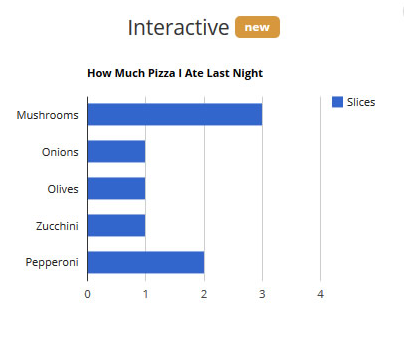 Interactive new
How Much Pizza I Ate Last Night
Slices
Mushrooms
Onions
Olives
Zucchini
Pepperoni
0 1 2 3 4